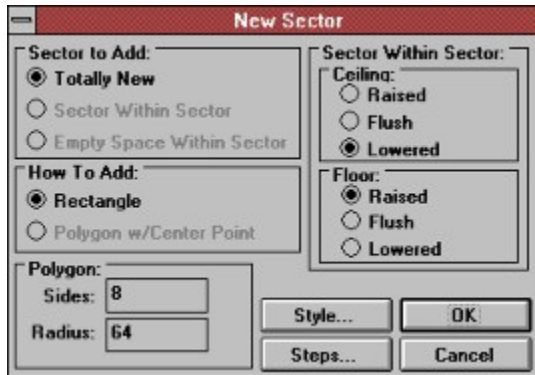 New Sector
Sector to Add:
Totally New
Sector Within Sector
Empty Space Within Sector
How To Add:
Rectangle
Polygon w/Center Point
Polygon:
Sides: 8
Radius: 64
Sector Within Sector:
Ceiling:
Raised
Flush
Lowered
Floor:
Raised
Flush
Lowered
Style...
OK
Steps...
Cancel